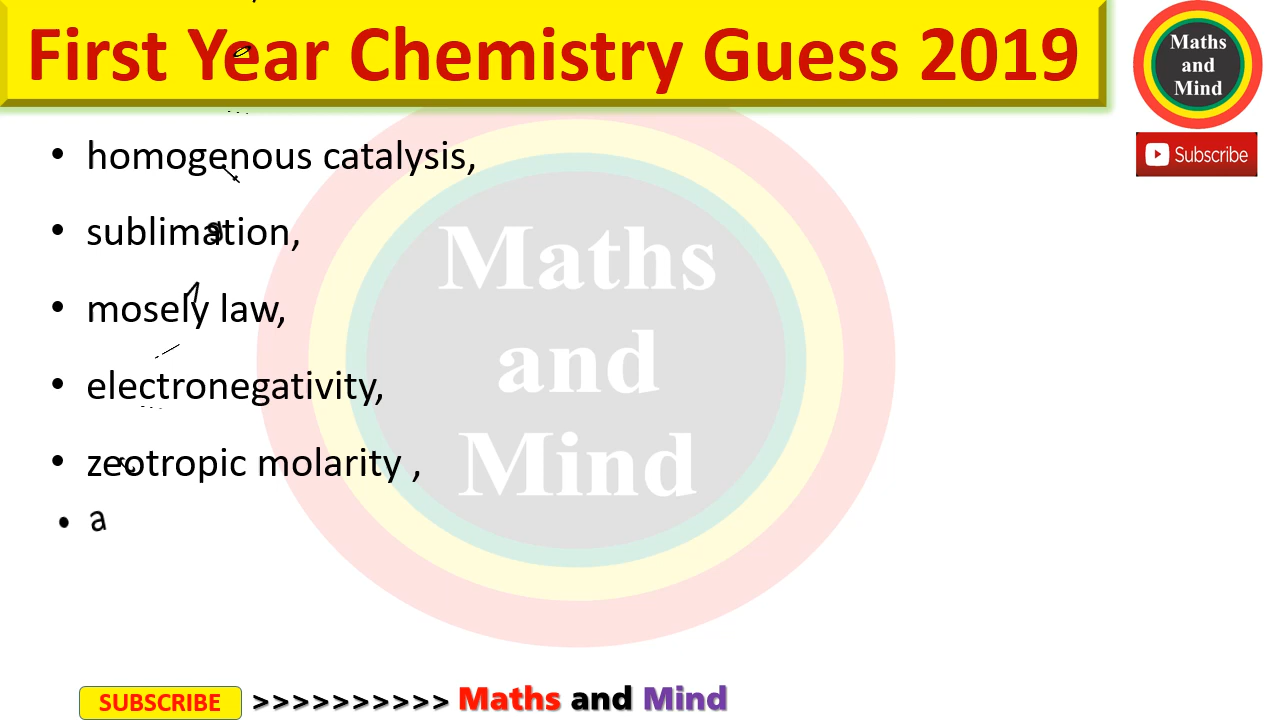 First Year Chemistry Guess 2019
Maths
and
Mind
Subscribe
• homogenous catalysis,
• sublimation,
• mosely law,
• electronegativity,
• zeotropic molarity ,
• a
Maths
and
Mind
SUBSCRIBE >>>>>>>>>> Maths and Mind